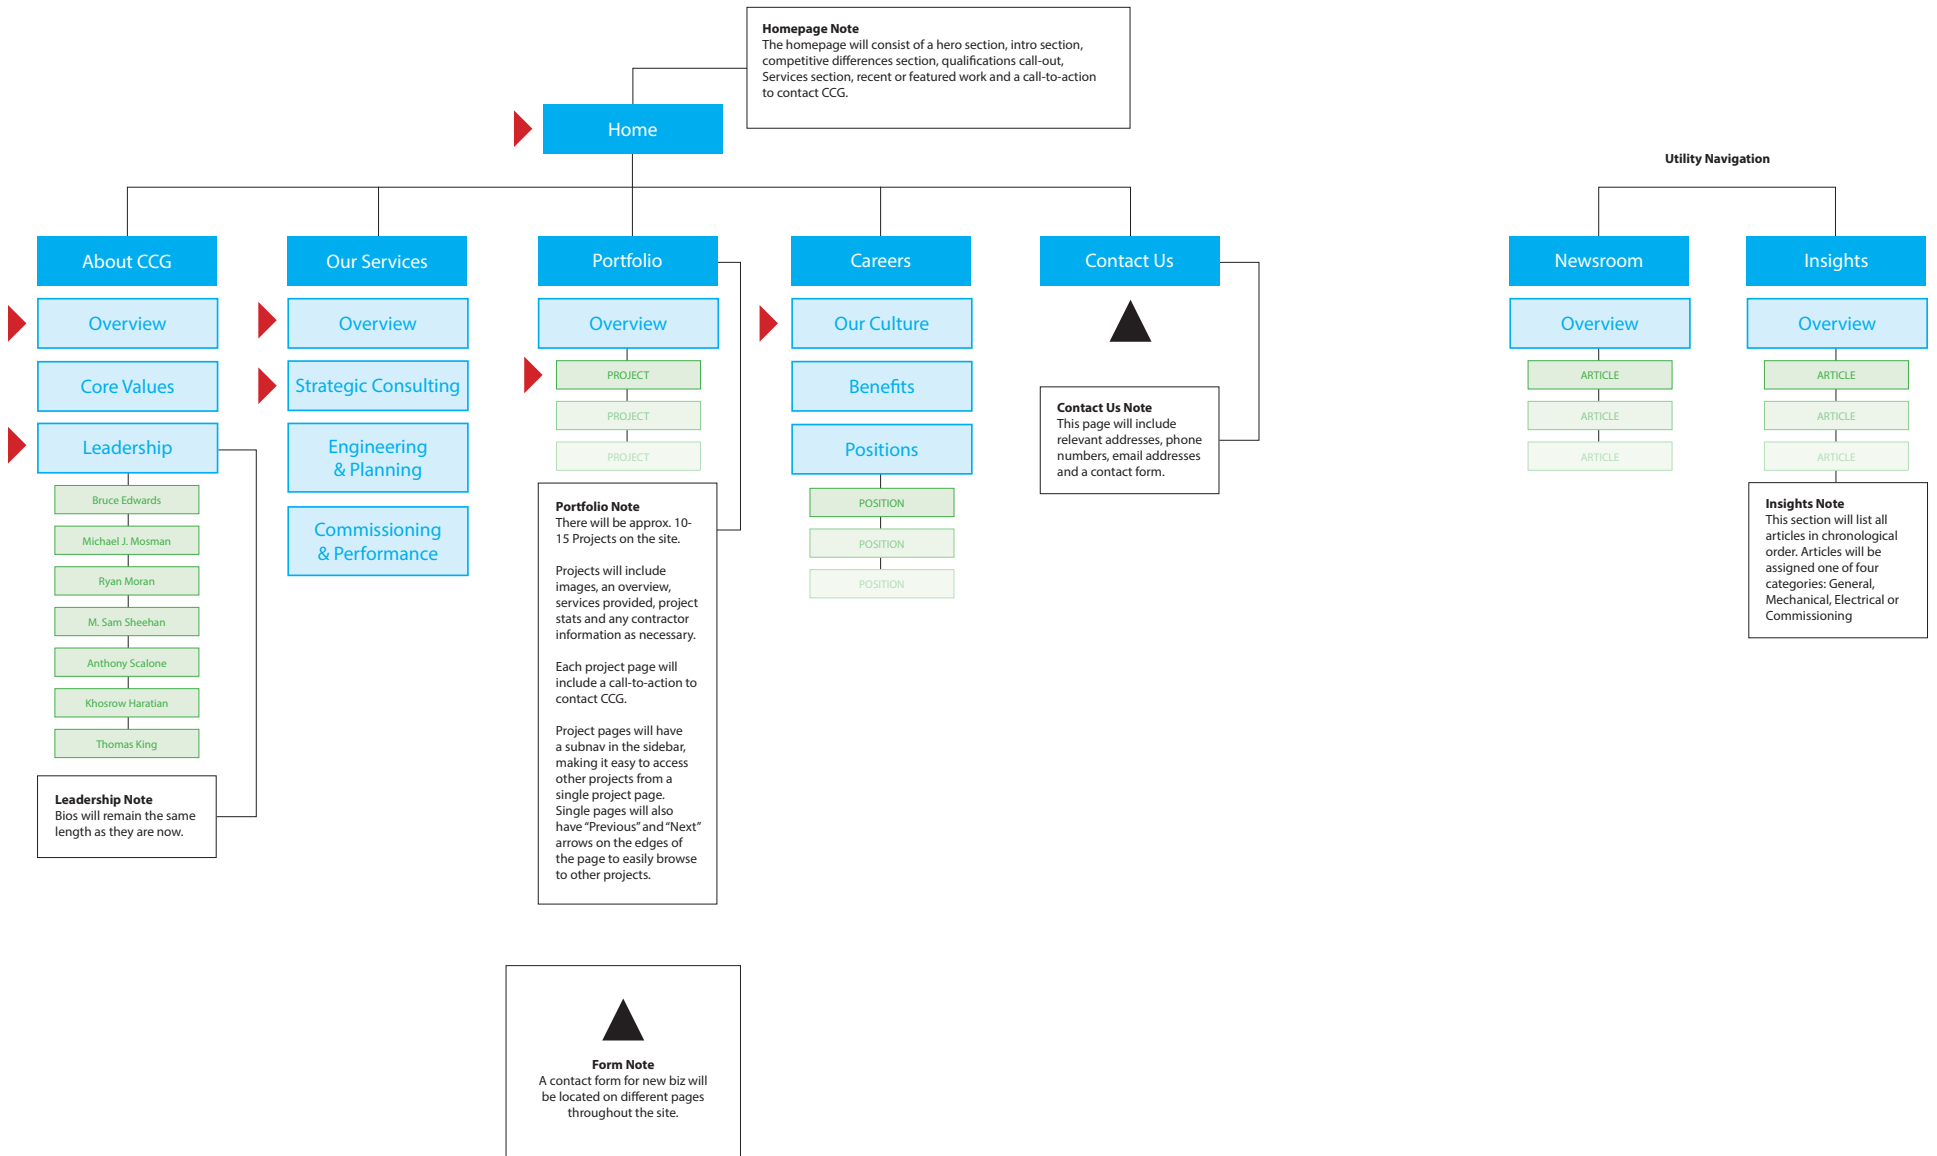 Homepage Note
The homepage will consist of a hero section, intro section,
competitive differences section, qualifications call-out,
Services section, recent or featured work and a call-to-action
to contact CCG.
Home
Utility Navigation
About CCG
Overview
Core Values
Leadership
Bruce Edwards
Michael J. Mosman
Ryan Moran
M. Sam Sheehan
Anthony Scalone
Khosrow Haratian
Thomas King
Leadership Note
Bios will remain the same
length as they are now.
Our Services
Overview
Strategic Consulting
Engineering
& Planning
Commissioning
& Performance
Portfolio
Overview
PROJECT
PROJECT
PROJECT
Portfolio Note
There will be approx. 10-
15 Projects on the site.
Projects will include
images, an overview,
services provided, project
stats and any contractor
information as necessary.
Each project page will
include a call-to-action to
contact CCG.
Project pages will have
a subnav in the sidebar,
making it easy to access
other projects from a
single project page.
Single pages will also
have “Previous” and “Next”
arrows on the edges of
the page to easily browse
to other projects.
Careers
Our Culture
Benefits
Positions
POSITION
POSITION
POSITION
Contact Us
Contact Us Note
This page will include
relevant addresses, phone
numbers, email addresses
and a contact form.
Newsroom
Overview
ARTICLE
ARTICLE
ARTICLE
Insights
Overview
ARTICLE
ARTICLE
ARTICLE
Insights Note
This section will list all
articles in chronological
order. Articles will be
assigned one of four
categories: General,
Mechanical, Electrical or
Commissioning
Form Note
A contact form for new biz will
be located on different pages
throughout the site.